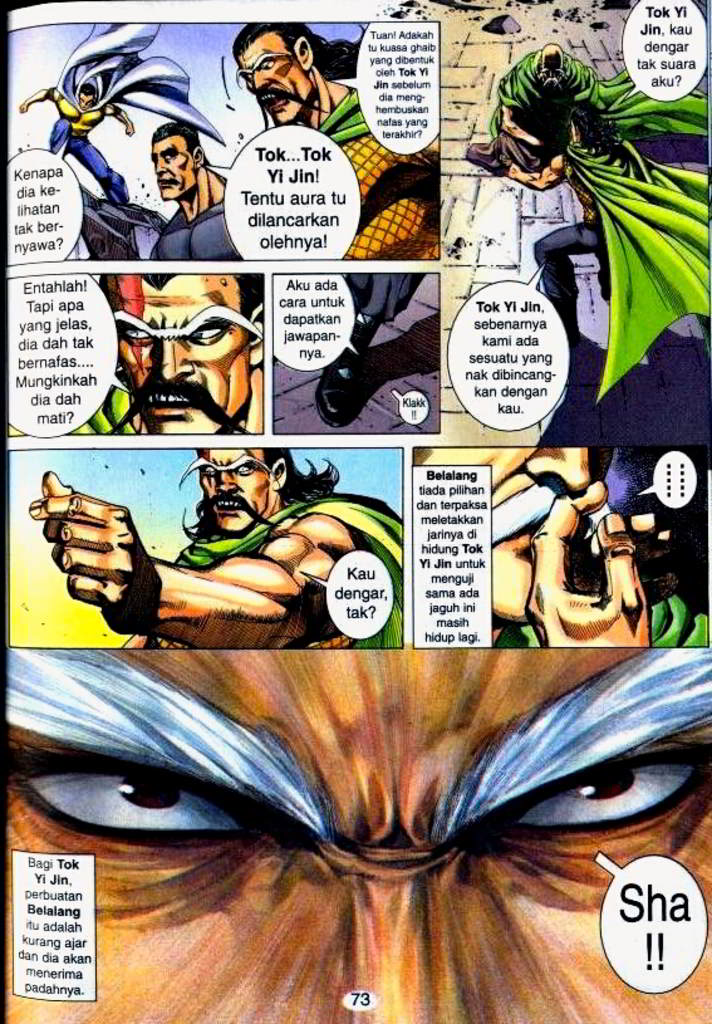 Tuan! Adakah
tu kuasa ghaib
yang dibentuk
oleh Tok Yi
Jin sebelum
dia meng-
hembuskan
nafas yang
terakhir?
Kenapa
dia ke-
lihatan
tak ber-
nyawa?
Tok...Tok
Yi Jin!
Tentu aura tu
dilancarkan
olehnya!
Tok Yi
Jin, kau
dengar
tak suara
aku?
Tok Yi Jin,
sebenarnya
kami ada
sesuatu yang
nak dibincang-
kan dengan
kau.
Entahlah!
Tapi apa
yang jelas,
dia dah tak
bernafas....
Mungkinkah
dia dah
mati?
Aku ada
cara untuk
dapatkan
jawapan-
nya.
Klakk
!!
Kau
dengar,
tak?
Belalang
tiada pilihan
dan terpaksa
meletakkan
jarinya di
hidung Tok
Yi Jin untuk
menguji
sama ada
jaguh ini
masih
hidup lagi.
Bagi Tok
Yi Jin,
perbuatan
Belalang
itu adalah
kurang ajar
dan dia akan
menerima
padahnya.
Sha
!!
73